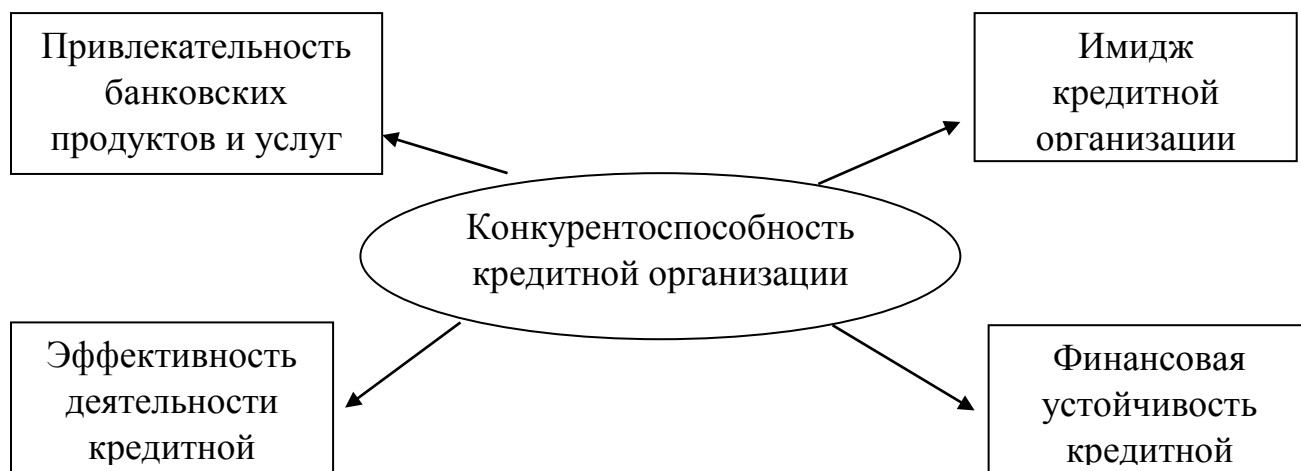 Привлекательность
банковских
продуктов и услуг
Имидж
кредитной
организации
Конкурентоспособность
кредитной организации
Эффективность
деятельности
кредитной
Финансовая
устойчивость
кредитной